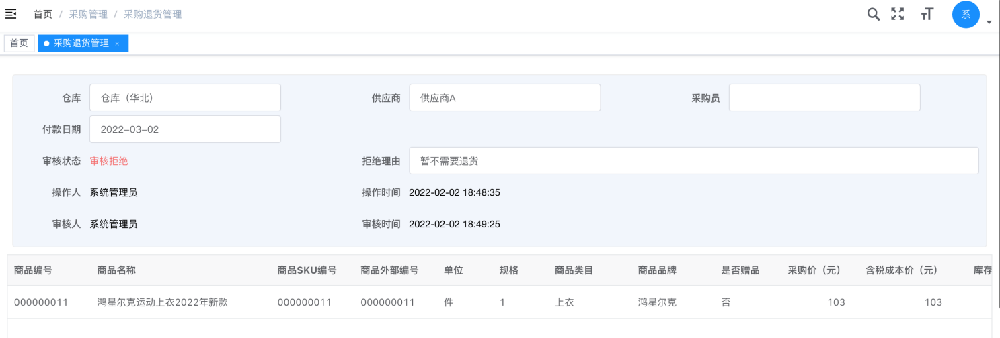 首页 / 采购管理 / 采购退货管理 系
首页 采购退货管理 ×
仓库 仓库（华北） 供应商 供应商A 采购员
付款日期 2022-03-02
审核状态 审核拒绝 拒绝理由 暂不需要退货
操作人 系统管理员 操作时间 2022-02-02 18:48:35
审核人 系统管理员 审核时间 2022-02-02 18:49:25
商品编号 商品名称 商品SKU编号 商品外部编号 单位 规格 商品类目 商品品牌 是否赠品 采购价（元） 含税成本价（元） 库存
000000011 鸿星尔克运动上衣2022年新款 000000011 000000011 件 1 上衣 鸿星尔克 否 103 103